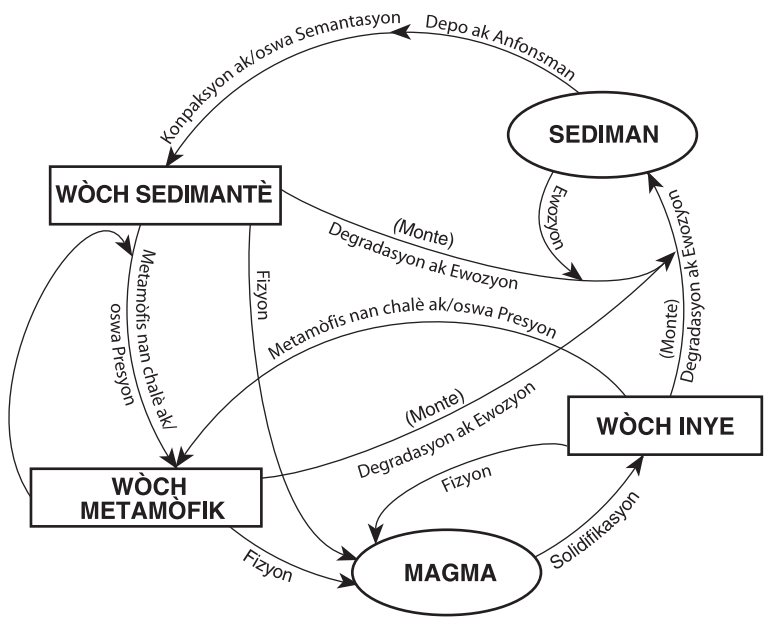 Depo ak Anfonsman
Konpaksyon ak/oswa Semantasyon
SEDIMAN
WÒCH SEDIMANTÈ
Ewozyon
(Monte)
Degradasyon ak Ewozyon
(Monte)
Degradasyon ak Ewozyon
Metamòfis nan chalè ak/
oswa Presyon
Fizyon
Metamòfis nan chalè ak/oswa Presyon
(Monte)
Degradasyon ak Ewozyon
WÒCH INYE
WÒCH
METAMÒFIK
Fizyon
Solidifikasyon
Fizyon
MAGMA